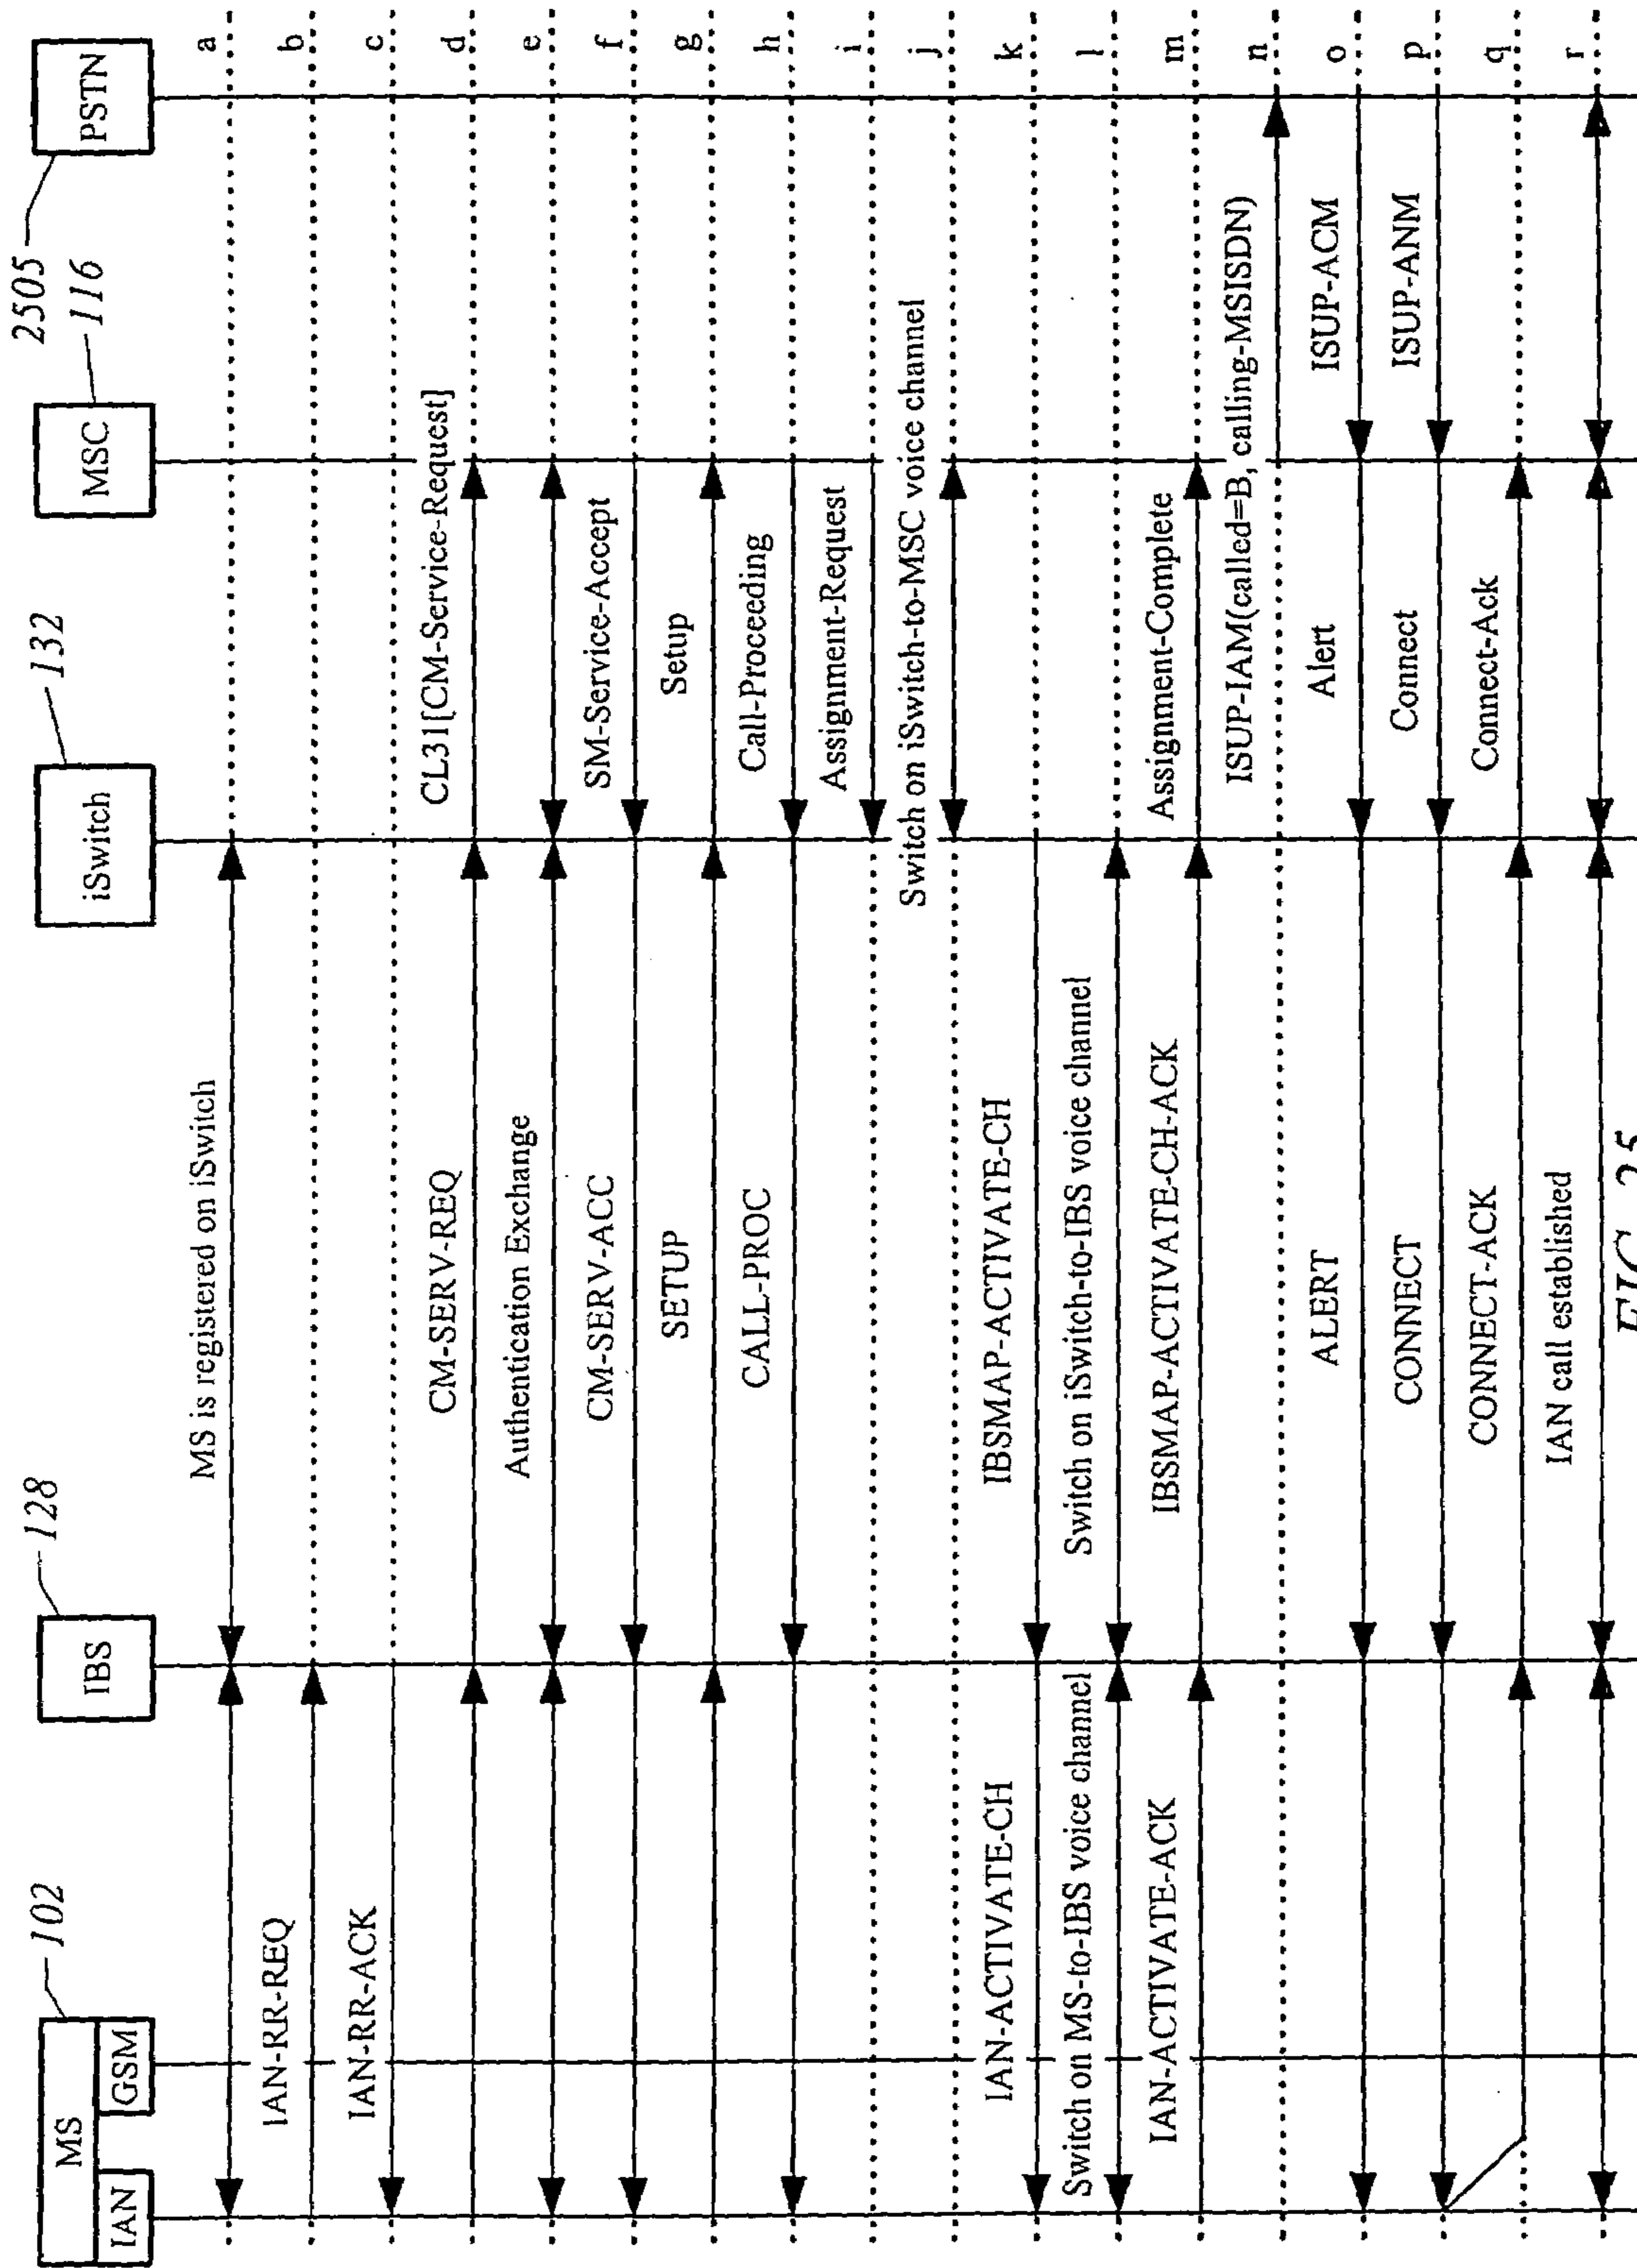 MS
IAN
GSM
102
IBS
128
iSwitch
132
MSC
116
PSTN
2505
MS is registered on iSwitch
a
IAN-RR-REQ
b
IAN-RR-ACK
c
CM-SERV-REQ
CL31[CM-Service-Request]
d
Authentication Exchange
e
CM-SERV-ACC
SM-Service-Accept
f
SETUP
Setup
g
CALL-PROC
Call-Proceeding
h
Assignment-Request
i
Switch on iSwitch-to-MSC voice channel
j
IAN-ACTIVATE-CH
IBSMAP-ACTIVATE-CH
k
Switch on MS-to-IBS voice channel
Switch on iSwitch-to-IBS voice channel
l
IAN-ACTIVATE-ACK
IBSMAP-ACTIVATE-CH-ACK
Assignment-Complete
m
ISUP-IAM(called=B, calling-MSISDN)
n
ALERT
Alert
ISUP-ACM
o
CONNECT
Connect
ISUP-ANM
p
CONNECT-ACK
Connect-Ack
q
IAN call established
r
FIG. 25